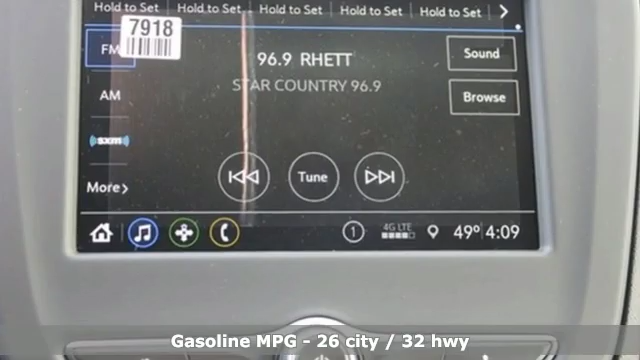 Hold to Set Hold to Set Hold to Set Hold to Set Hold to Set
7918
FM
96.9 RHETT
Sound
STAR COUNTRY 96.9
AM
Browse
sxm
Tune
More
1 4G LTE 49° 4:09
Gasoline MPG - 26 city / 32 hwy